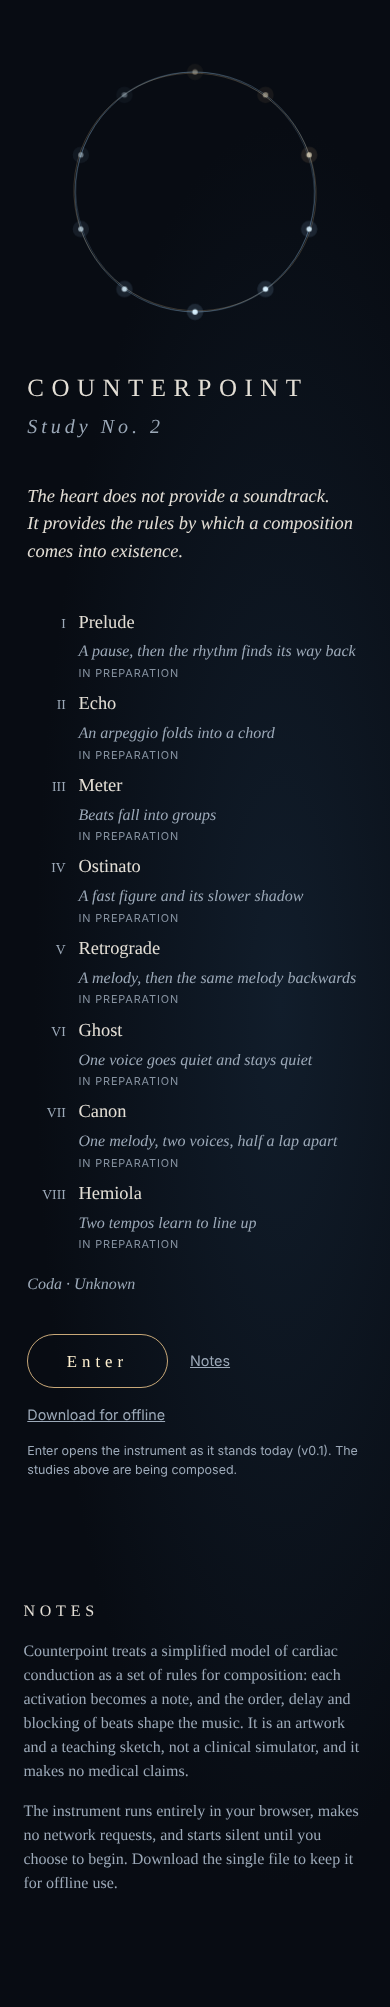 COUNTERPOINT
Study No. 2
The heart does not provide a soundtrack.
It provides the rules by which a composition
comes into existence.
I Prelude
A pause, then the rhythm finds its way back
IN PREPARATION
II Echo
An arpeggio folds into a chord
IN PREPARATION
III Meter
Beats fall into groups
IN PREPARATION
IV Ostinato
A fast figure and its slower shadow
IN PREPARATION
V Retrograde
A melody, then the same melody backwards
IN PREPARATION
VI Ghost
One voice goes quiet and stays quiet
IN PREPARATION
VII Canon
One melody, two voices, half a lap apart
IN PREPARATION
VIII Hemiola
Two tempos learn to line up
IN PREPARATION
Coda · Unknown
Enter Notes
Download for offline
Enter opens the instrument as it stands today (v0.1). The
studies above are being composed.
NOTES
Counterpoint treats a simplified model of cardiac
conduction as a set of rules for composition: each
activation becomes a note, and the order, delay and
blocking of beats shape the music. It is an artwork
and a teaching sketch, not a clinical simulator, and it
makes no medical claims.
The instrument runs entirely in your browser, makes
no network requests, and starts silent until you
choose to begin. Download the single file to keep it
for offline use.